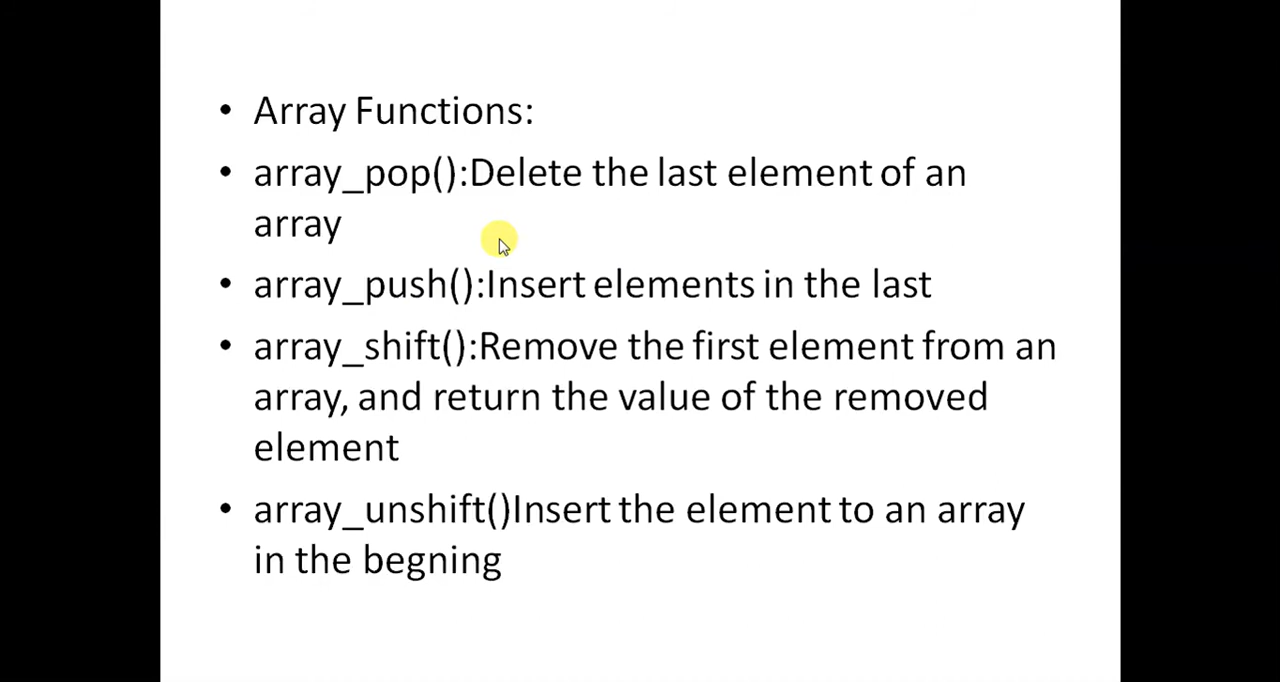 • Array Functions:
• array_pop():Delete the last element of an
array
• array_push():Insert elements in the last
• array_shift():Remove the first element from an
array, and return the value of the removed
element
• array_unshift()Insert the element to an array
in the begning